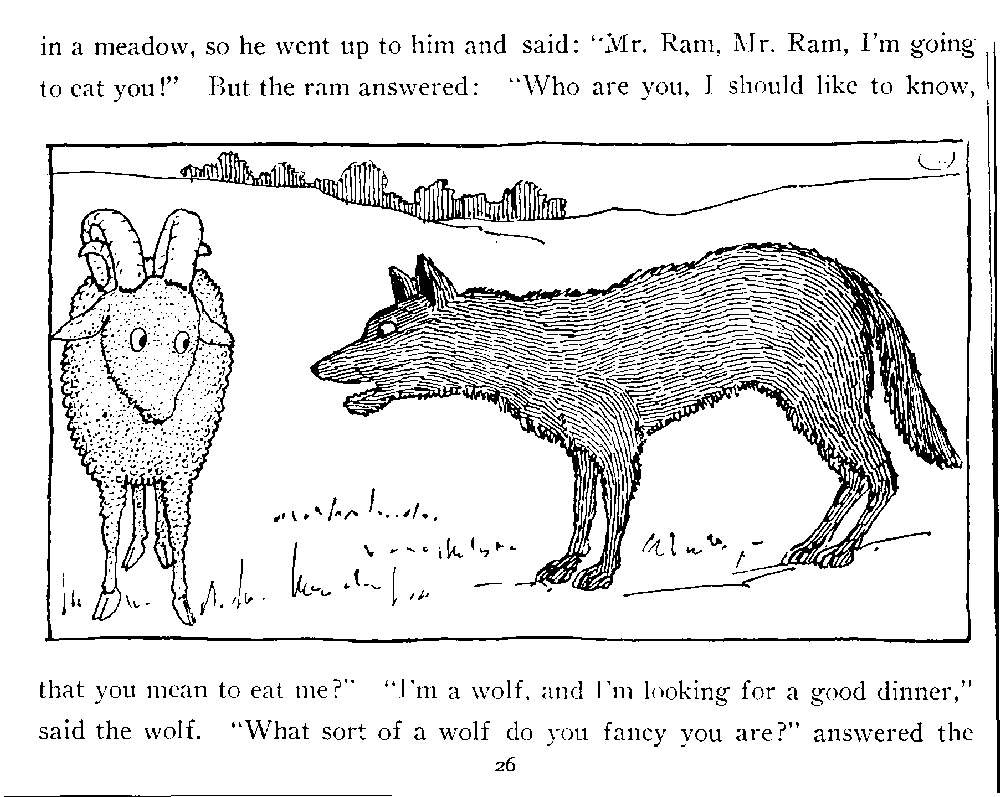 in a meadow, so he went up to him and said: "Mr. Ram, Mr. Ram, I'm going
to eat you!" But the ram answered: "Who are you, I should like to know,
that you mean to eat me?" "I'm a wolf, and I'm looking for a good dinner,"
said the wolf. "What sort of a wolf do you fancy you are?" answered the
26